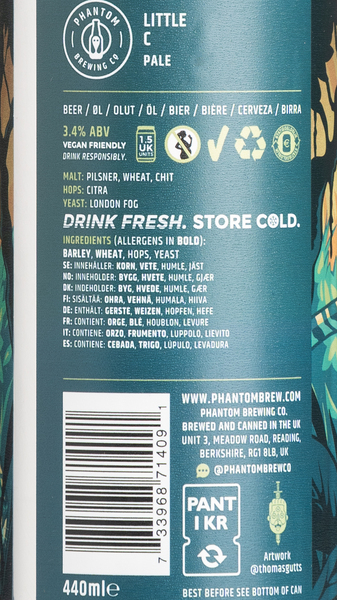 PHANTOM
BREWING CO
LITTLE
C
PALE
BEER / ØL / OLUT / ÖL / BIER / BIÈRE / CERVEZA / BIRRA
3.4% ABV
VEGAN FRIENDLY
DRINK RESPONSIBLY.
1.5
UK
UNITS
MALT: PILSNER, WHEAT, CHIT
HOPS: CITRA
YEAST: LONDON FOG
DRINK FRESH. STORE COLD.
INGREDIENTS (ALLERGENS IN BOLD):
BARLEY, WHEAT, HOPS, YEAST
SE: INNEHÅLLER: KORN, VETE, HUMLE, JÄST
NO: INNEHOLDER: BYGG, HVETE, HUMLE, GJÆR
DK: INDEHOLDER: BYG, HVEDE, HUMLE, GÆR
FI: SISÄLTÄÄ: OHRA, VEHNÄ, HUMALA, HIIVA
DE: ENTHÄLT: GERSTE, WEIZEN, HOPFEN, HEFE
FR: CONTIENT: ORGE, BLÉ, HOUBLON, LEVURE
IT: CONTIENE: ORZO, FRUMENTO, LUPPOLO, LIEVITO
ES: CONTIENE: CEBADA, TRIGO, LÚPULO, LEVADURA
WWW.PHANTOMBREW.COM
PHANTOM BREWING CO.
BREWED AND CANNED IN THE UK
UNIT 3, MEADOW ROAD, READING,
BERKSHIRE, RG1 8LB, UK
@PHANTOMBREWCO
7 33968 71409 1
PANT
1 KR
Artwork
@thomasgutts
440ml e
BEST BEFORE SEE BOTTOM OF CAN